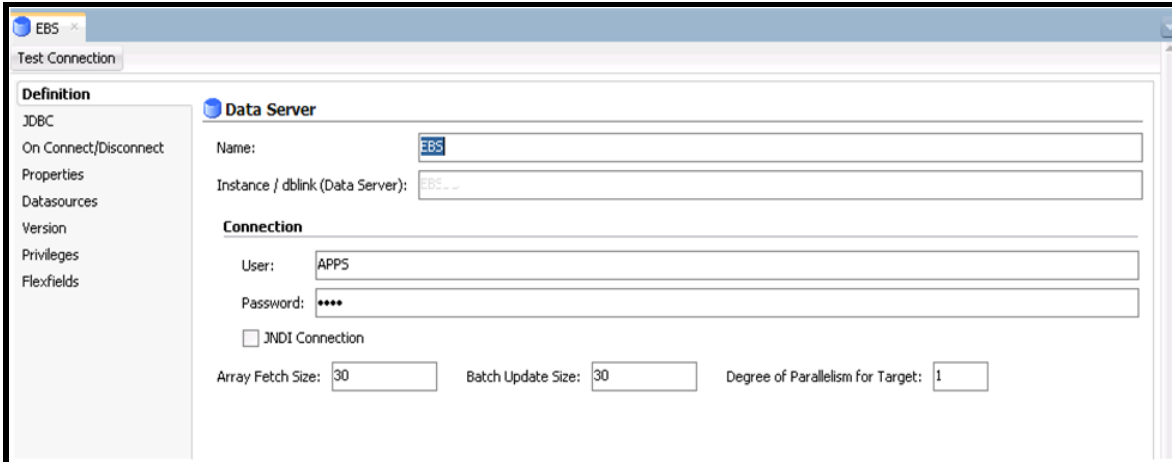 EBS
Test Connection
Definition
JDBC
On Connect/Disconnect
Properties
Datasources
Version
Privileges
Flexfields
Data Server
Name: EBS
Instance / dblink (Data Server):
Connection
User: APPS
Password: ••••
JNDI Connection
Array Fetch Size: 30 Batch Update Size: 30 Degree of Parallelism for Target: 1